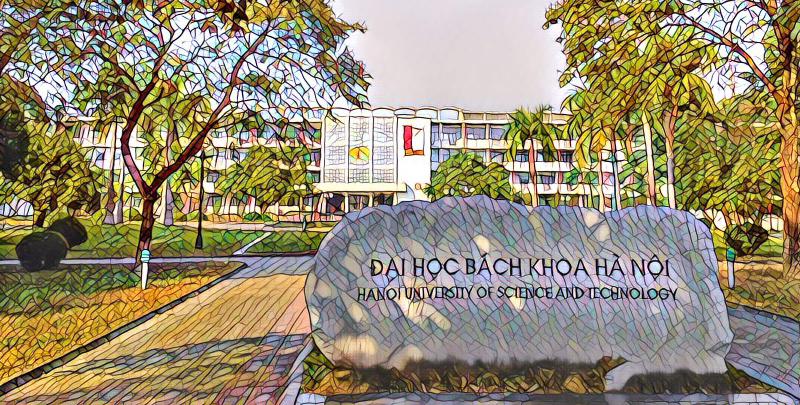 ĐẠI HỌC BÁCH KHOA HÀ NỘI
HANOI UNIVERSITY OF SCIENCE AND TECHNOLOGY